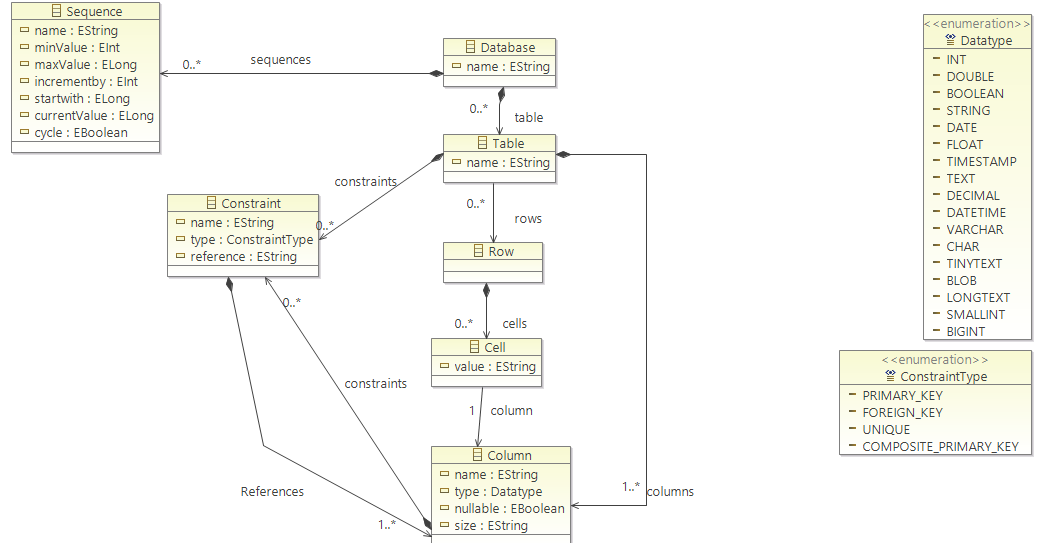 Sequence
name : EString
minValue : EInt
maxValue : ELong
incrementby : EInt
startwith : ELong
currentValue : ELong
cycle : EBoolean
0..*
sequences
Database
name : EString
0..*
table
Table
name : EString
constraints
0..*
Constraint
name : EString
type : ConstraintType
reference : EString
0..*
rows
Row
0..*
cells
Cell
value : EString
0..*
constraints
1
column
Column
name : EString
type : Datatype
nullable : EBoolean
size : EString
References
1..*
1..*
columns
<<enumeration>>
Datatype
INT
DOUBLE
BOOLEAN
STRING
DATE
FLOAT
TIMESTAMP
TEXT
DECIMAL
DATETIME
VARCHAR
CHAR
TINYTEXT
BLOB
LONGTEXT
SMALLINT
BIGINT
<<enumeration>>
ConstraintType
PRIMARY_KEY
FOREIGN_KEY
UNIQUE
COMPOSITE_PRIMARY_KEY